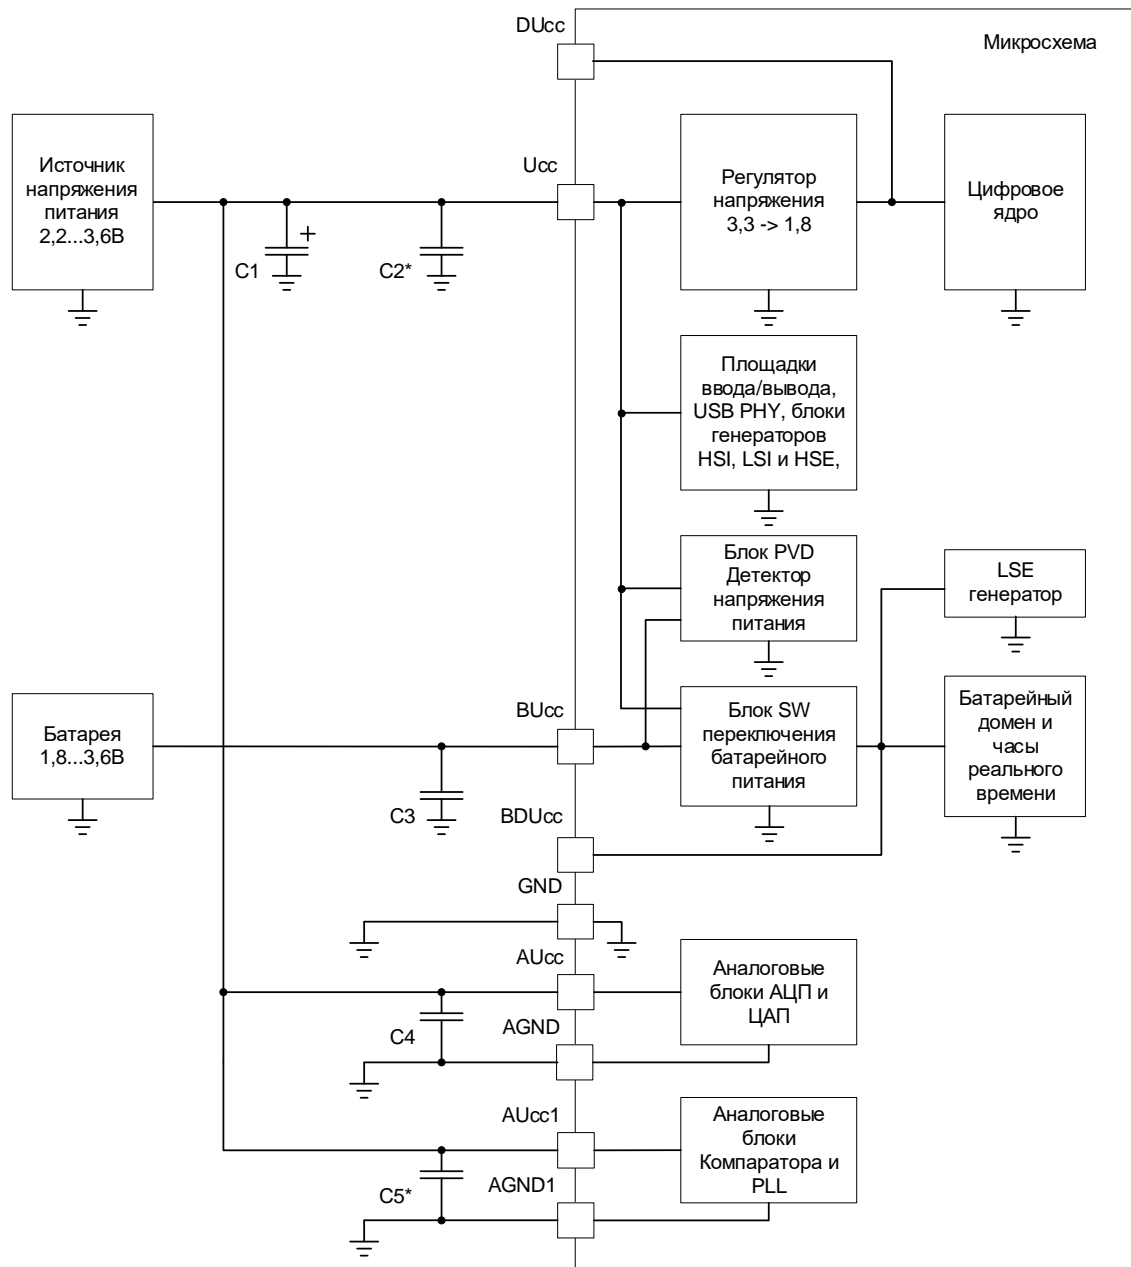 DUcc
Микросхема
Источник
напряжения
питания
2,2...3,6В
Ucc
Регулятор
напряжения
3,3 -> 1,8
Цифровое
ядро
+
C1
C2*
Площадки
ввода/вывода,
USB PHY, блоки
генераторов
HSI, LSI и HSE,
Блок PVD
Детектор
напряжения
питания
LSE
генератор
Батарея
1,8...3,6В
BUcc
Блок SW
переключения
батарейного
питания
Батарейный
домен и
часы
реального
времени
C3
BDUcc
GND
AUcc
Аналоговые
блоки АЦП и
ЦАП
C4
AGND
AUcc1
Аналоговые
блоки
Компаратора и
PLL
C5*
AGND1